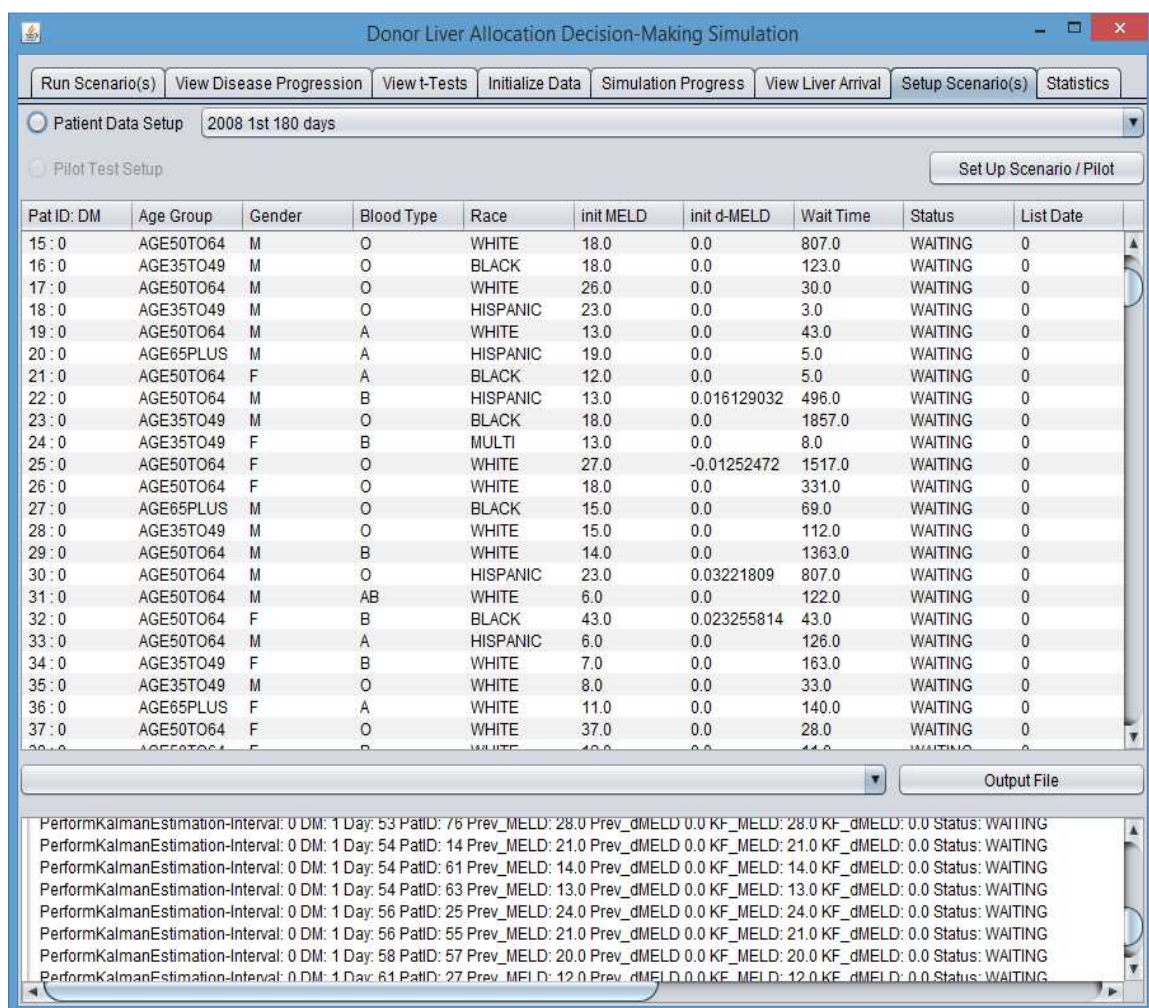 Donor Liver Allocation Decision-Making Simulation
Run Scenario(s) View Disease Progression View t-Tests Initialize Data Simulation Progress View Liver Arrival Setup Scenario(s) Statistics
Patient Data Setup 2008 1st 180 days
Pilot Test Setup Set Up Scenario / Pilot
Pat ID: DM Age Group Gender Blood Type Race init MELD init d-MELD Wait Time Status List Date
15 : 0 AGE50TO64 M O WHITE 18.0 0.0 807.0 WAITING 0
16 : 0 AGE35TO49 M O BLACK 18.0 0.0 123.0 WAITING 0
17 : 0 AGE50TO64 M O WHITE 26.0 0.0 30.0 WAITING 0
18 : 0 AGE35TO49 M O HISPANIC 23.0 0.0 3.0 WAITING 0
19 : 0 AGE50TO64 M A WHITE 13.0 0.0 43.0 WAITING 0
20 : 0 AGE65PLUS M A HISPANIC 19.0 0.0 5.0 WAITING 0
21 : 0 AGE50TO64 F A BLACK 12.0 0.0 5.0 WAITING 0
22 : 0 AGE50TO64 M B HISPANIC 13.0 0.016129032 496.0 WAITING 0
23 : 0 AGE35TO49 M O BLACK 18.0 0.0 1857.0 WAITING 0
24 : 0 AGE35TO49 F B MULTI 13.0 0.0 8.0 WAITING 0
25 : 0 AGE50TO64 F O WHITE 27.0 -0.01252472 1517.0 WAITING 0
26 : 0 AGE50TO64 F O WHITE 18.0 0.0 331.0 WAITING 0
27 : 0 AGE65PLUS M O BLACK 15.0 0.0 69.0 WAITING 0
28 : 0 AGE35TO49 M O WHITE 15.0 0.0 112.0 WAITING 0
29 : 0 AGE50TO64 M B WHITE 14.0 0.0 1363.0 WAITING 0
30 : 0 AGE50TO64 M O HISPANIC 23.0 0.03221809 807.0 WAITING 0
31 : 0 AGE50TO64 M AB WHITE 6.0 0.0 122.0 WAITING 0
32 : 0 AGE50TO64 F B BLACK 43.0 0.023255814 43.0 WAITING 0
33 : 0 AGE50TO64 M A HISPANIC 6.0 0.0 126.0 WAITING 0
34 : 0 AGE35TO49 F B WHITE 7.0 0.0 163.0 WAITING 0
35 : 0 AGE35TO49 M O WHITE 8.0 0.0 33.0 WAITING 0
36 : 0 AGE65PLUS F A WHITE 11.0 0.0 140.0 WAITING 0
37 : 0 AGE50TO64 F O WHITE 37.0 0.0 28.0 WAITING 0
Output File
PerformKalmanEstimation-Interval: 0 DM: 1 Day: 53 PatID: 76 Prev_MELD: 28.0 Prev_dMELD 0.0 KF_MELD: 28.0 KF_dMELD: 0.0 Status: WAITING
PerformKalmanEstimation-Interval: 0 DM: 1 Day: 54 PatID: 14 Prev_MELD: 21.0 Prev_dMELD 0.0 KF_MELD: 21.0 KF_dMELD: 0.0 Status: WAITING
PerformKalmanEstimation-Interval: 0 DM: 1 Day: 54 PatID: 61 Prev_MELD: 14.0 Prev_dMELD 0.0 KF_MELD: 14.0 KF_dMELD: 0.0 Status: WAITING
PerformKalmanEstimation-Interval: 0 DM: 1 Day: 54 PatID: 63 Prev_MELD: 13.0 Prev_dMELD 0.0 KF_MELD: 13.0 KF_dMELD: 0.0 Status: WAITING
PerformKalmanEstimation-Interval: 0 DM: 1 Day: 56 PatID: 25 Prev_MELD: 24.0 Prev_dMELD 0.0 KF_MELD: 24.0 KF_dMELD: 0.0 Status: WAITING
PerformKalmanEstimation-Interval: 0 DM: 1 Day: 56 PatID: 55 Prev_MELD: 21.0 Prev_dMELD 0.0 KF_MELD: 21.0 KF_dMELD: 0.0 Status: WAITING
PerformKalmanEstimation-Interval: 0 DM: 1 Day: 58 PatID: 57 Prev_MELD: 20.0 Prev_dMELD 0.0 KF_MELD: 20.0 KF_dMELD: 0.0 Status: WAITING
PerformKalmanEstimation-Interval: 0 DM: 1 Day: 61 PatID: 27 Prev_MELD: 12.0 Prev_dMELD 0.0 KF_MELD: 12.0 KF_dMELD: 0.0 Status: WAITING